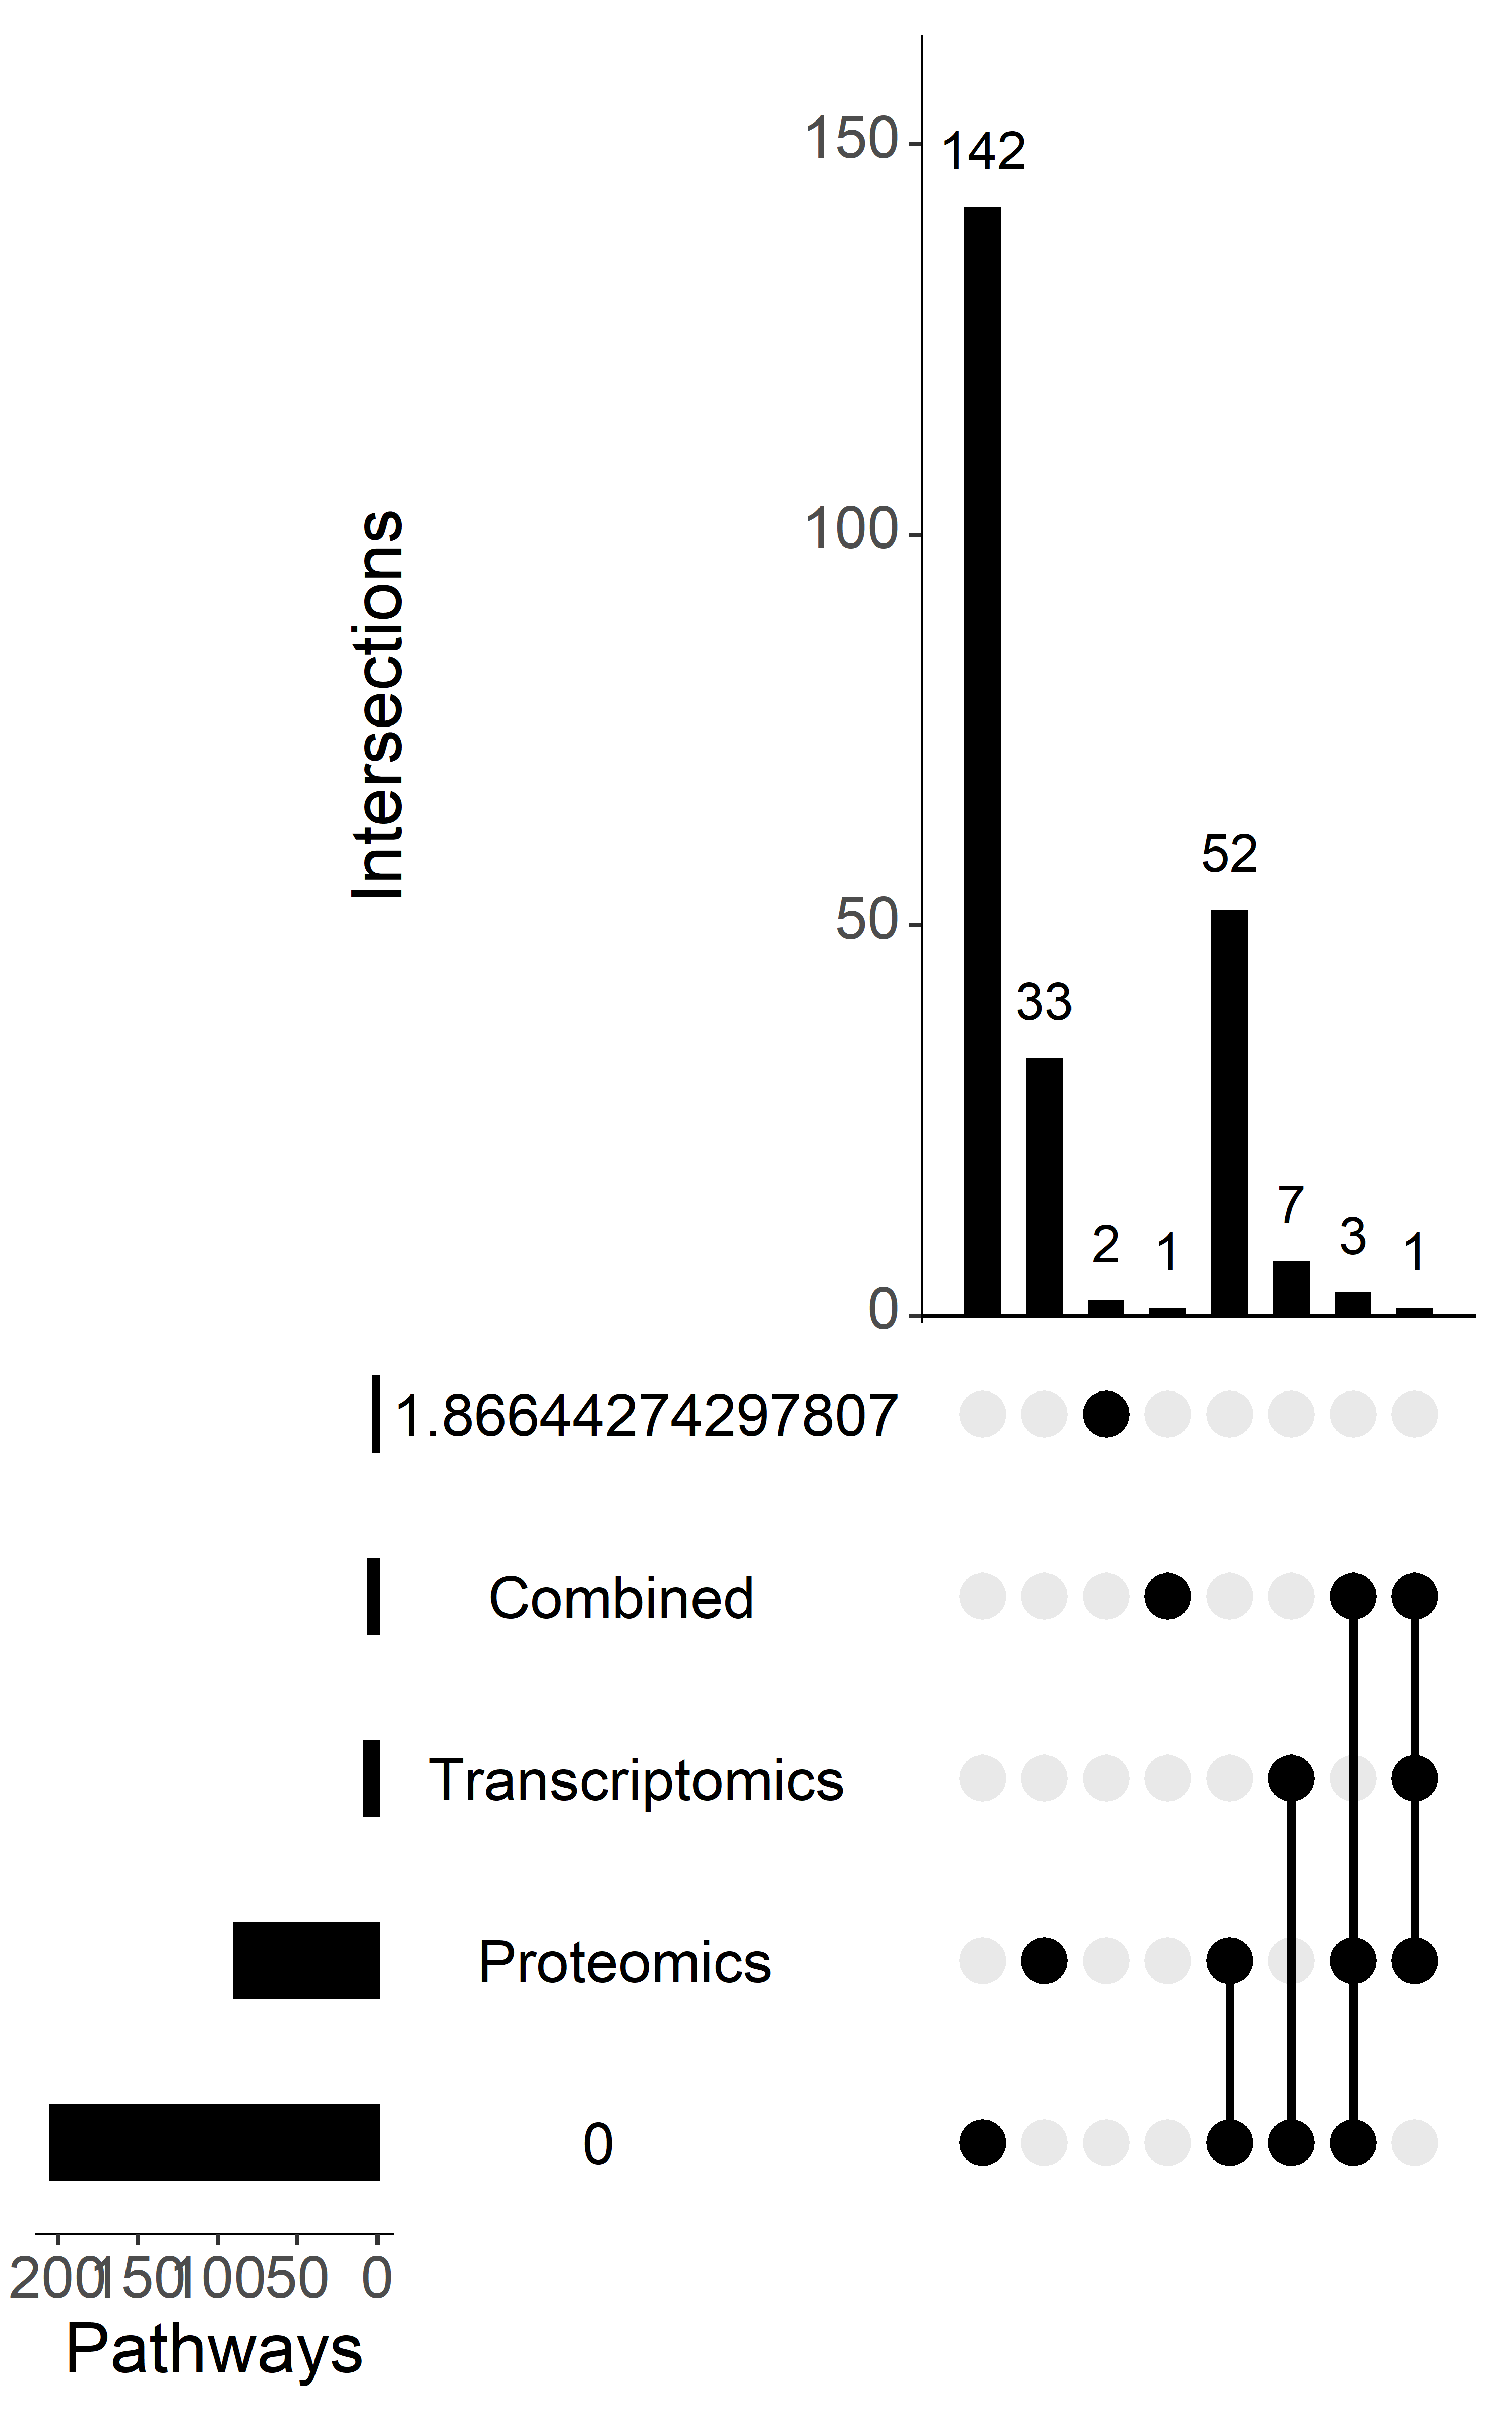 150
142
100
Intersections
50
52
33
7
3
2
1
1
0
1.86644274297807
Combined
Transcriptomics
Proteomics
0
200 150 100 50 0
Pathways